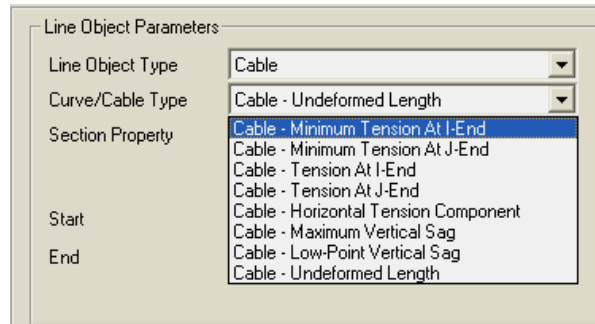 Line Object Parameters
Line Object Type
Cable
Curve/Cable Type
Cable - Undeformed Length
Section Property
Cable - Minimum Tension At I-End
Cable - Minimum Tension At J-End
Cable - Tension At I-End
Cable - Tension At J-End
Cable - Horizontal Tension Component
Cable - Maximum Vertical Sag
Cable - Low-Point Vertical Sag
Cable - Undeformed Length
Start
End